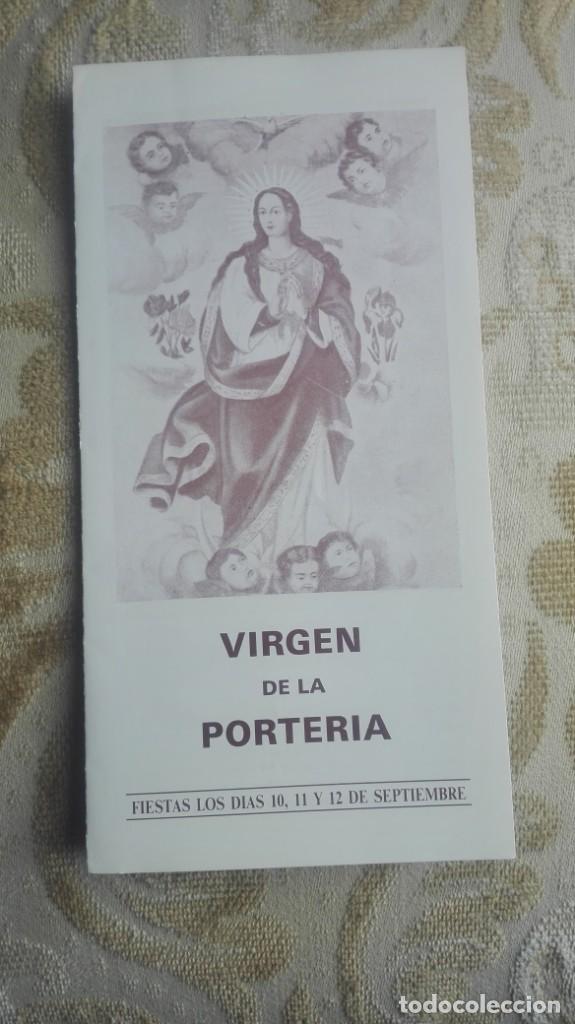 VIRGEN
DE LA
PORTERIA
FIESTAS LOS DIAS 10, 11 Y 12 DE SEPTIEMBRE
todocoleccion